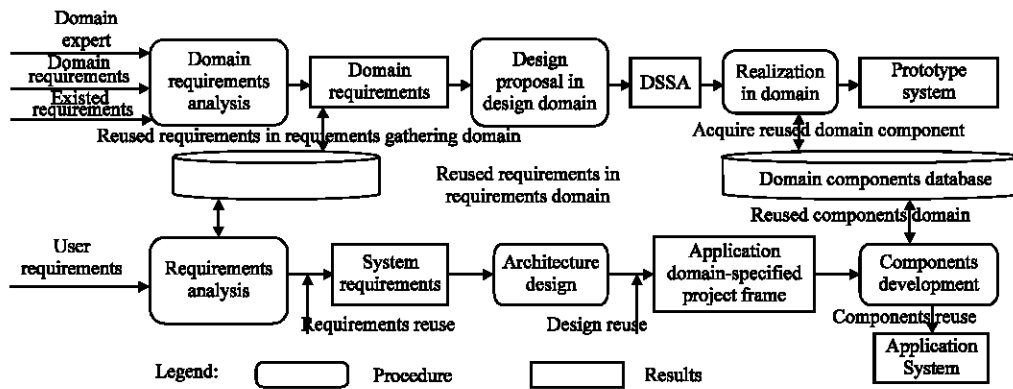 Domain
expert
Domain
requirements
Existed
requirements
Domain
requirements
analysis
Domain
requirements
Design
proposal in
design domain
DSSA
Realization
in domain
Prototype
system
Reused requirements in requlements gathering domain
Acquire reused domain component
Reused requirements in
requirements domain
Domain components database
Reused components domain
User
requirements
Requirements
analysis
System
requirements
Architecture
design
Application
domain-specified
project frame
Components
development
Requirements reuse
Design reuse
Components reuse
Application
System
Legend:
Procedure
Results